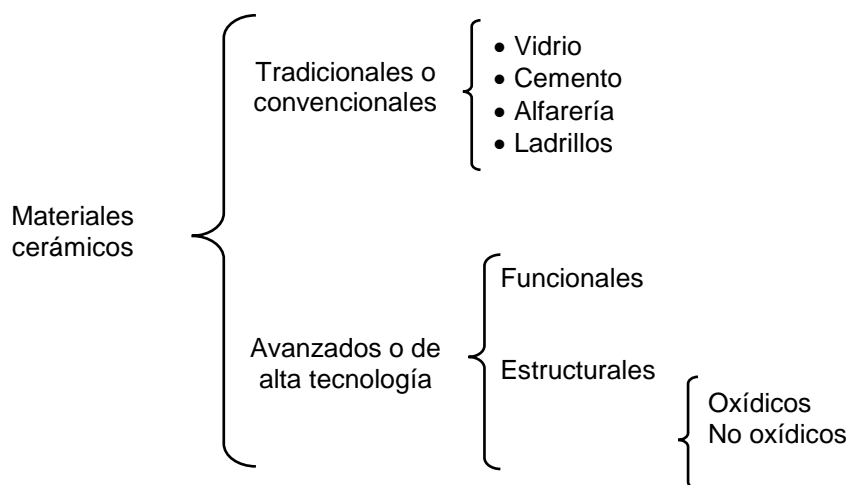 Materiales
cerámicos
Tradicionales o
convencionales
• Vidrio
• Cemento
• Alfarería
• Ladrillos
Avanzados o de
alta tecnología
Funcionales
Estructurales
Oxídicos
No oxídicos